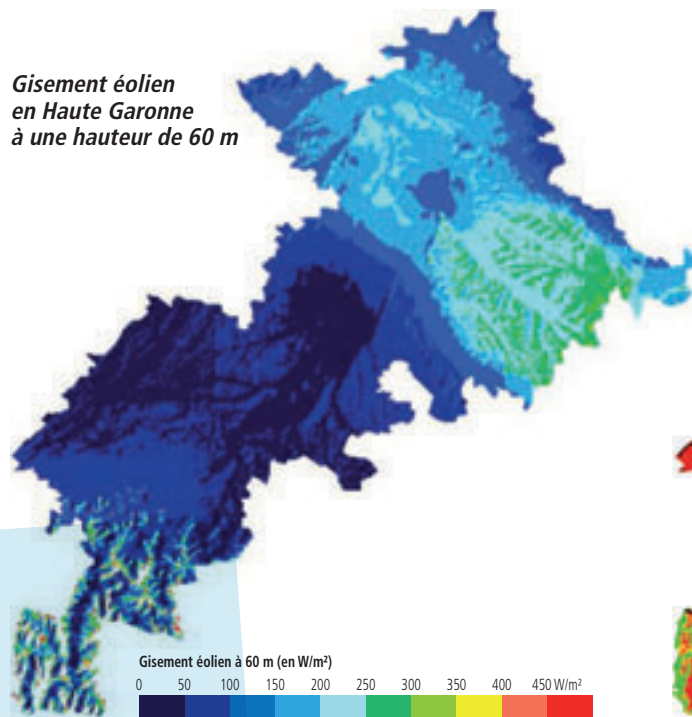 Gisement éolien
en Haute Garonne
à une hauteur de 60 m
Gisement éolien à 60 m (en W/m²)
0 50 100 150 200 250 300 350 400 450 W/m²